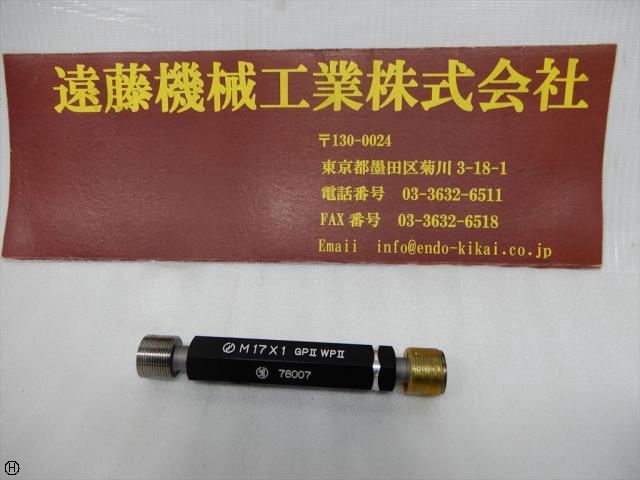 遠藤機械工業株式会社
〒130-0024
東京都墨田区菊川 3-18-1
電話番号 03-3632-6511
FAX 番号 03-3632-6518
Emaii info@endo-kikai.co.jp
M17X1 GPII WPII
78007
H